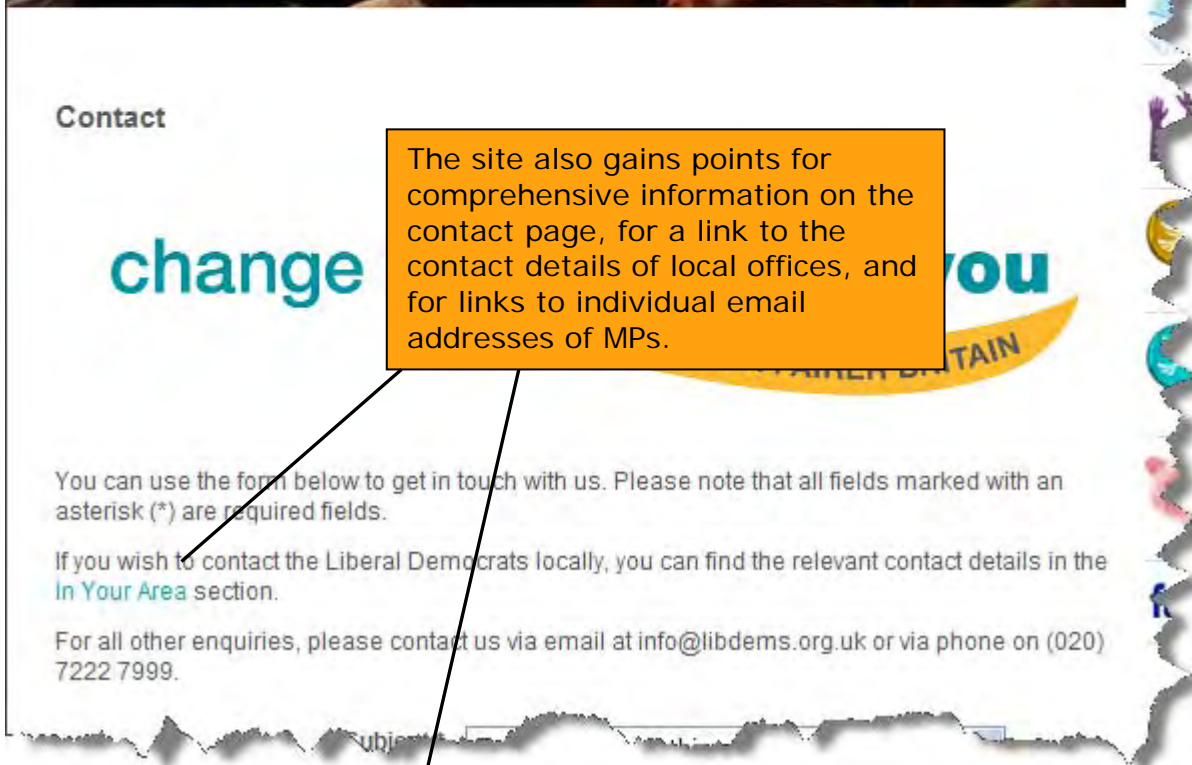 Contact
The site also gains points for
comprehensive information on the
contact page, for a link to the
contact details of local offices, and
for links to individual email
addresses of MPs.
change you
FAIRER BRITAIN
You can use the form below to get in touch with us. Please note that all fields marked with an
asterisk (*) are required fields.
If you wish to contact the Liberal Democrats locally, you can find the relevant contact details in the
In Your Area section.
For all other enquiries, please contact us via email at info@libdems.org.uk or via phone on (020)
7222 7999.